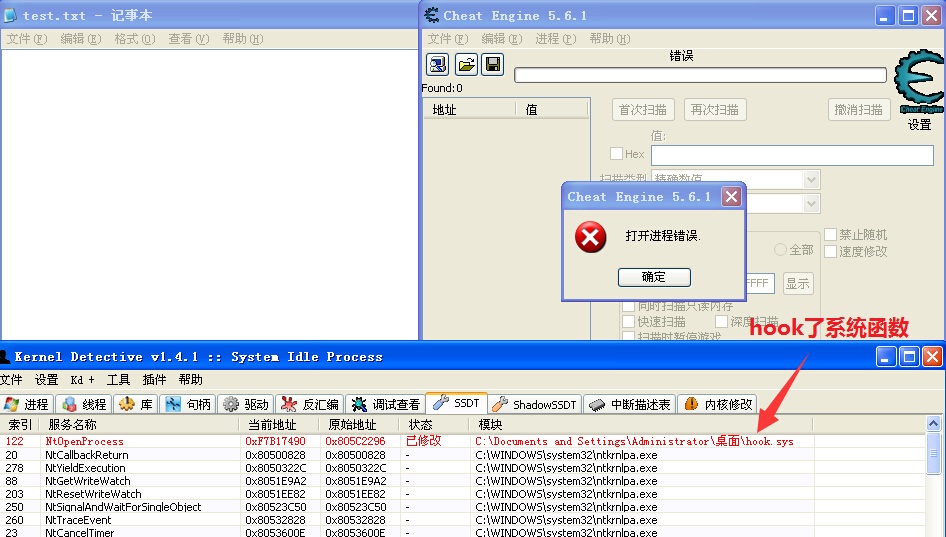 test.txt - 记事本
文件(F) 编辑(E) 格式(O) 查看(V) 帮助(H)
Cheat Engine 5.6.1
文件(F) 编辑(E) 进程(P) 帮助(H)
错误
Found:0
地址 值
首次扫描 再次扫描 撤消扫描
Cheat Engine
设置
值:
Hex
扫描类型 精确数值
Cheat Engine 5.6.1
打开进程错误.
确定
全部
禁止随机
速度修改
FFFF
显示
同时扫描只读内存
快速扫描 深度扫描
扫描时暂停游戏
hook了系统函数
Kernel Detective v1.4.1 :: System Idle Process
文件 设置 Kd + 工具 插件 帮助
进程 线程 库 句柄 驱动 反汇编 调试查看 SSDT ShadowSSDT 中断描述表 内核修改
索引 服务名称 当前地址 原始地址 状态 模块
122 NtOpenProcess 0xF7B17490 0x805C2296 已修改 C:\Documents and Settings\Administrator\桌面\hook.sys
20 NtCallbackReturn 0x80500828 0x80500828 - C:\WINDOWS\system32\ntkrnlpa.exe
278 NtYieldExecution 0x8050322C 0x8050322C - C:\WINDOWS\system32\ntkrnlpa.exe
88 NtGetWriteWatch 0x8051E9A2 0x8051E9A2 - C:\WINDOWS\system32\ntkrnlpa.exe
203 NtResetWriteWatch 0x8051EE82 0x8051EE82 - C:\WINDOWS\system32\ntkrnlpa.exe
250 NtSignalAndWaitForSingleObject 0x80523C50 0x80523C50 - C:\WINDOWS\system32\ntkrnlpa.exe
260 NtTraceEvent 0x80532828 0x80532828 - C:\WINDOWS\system32\ntkrnlpa.exe
23 NtCancelTimer 0x8053600E 0x8053600E - C:\WINDOWS\system32\ntkrnlpa.exe